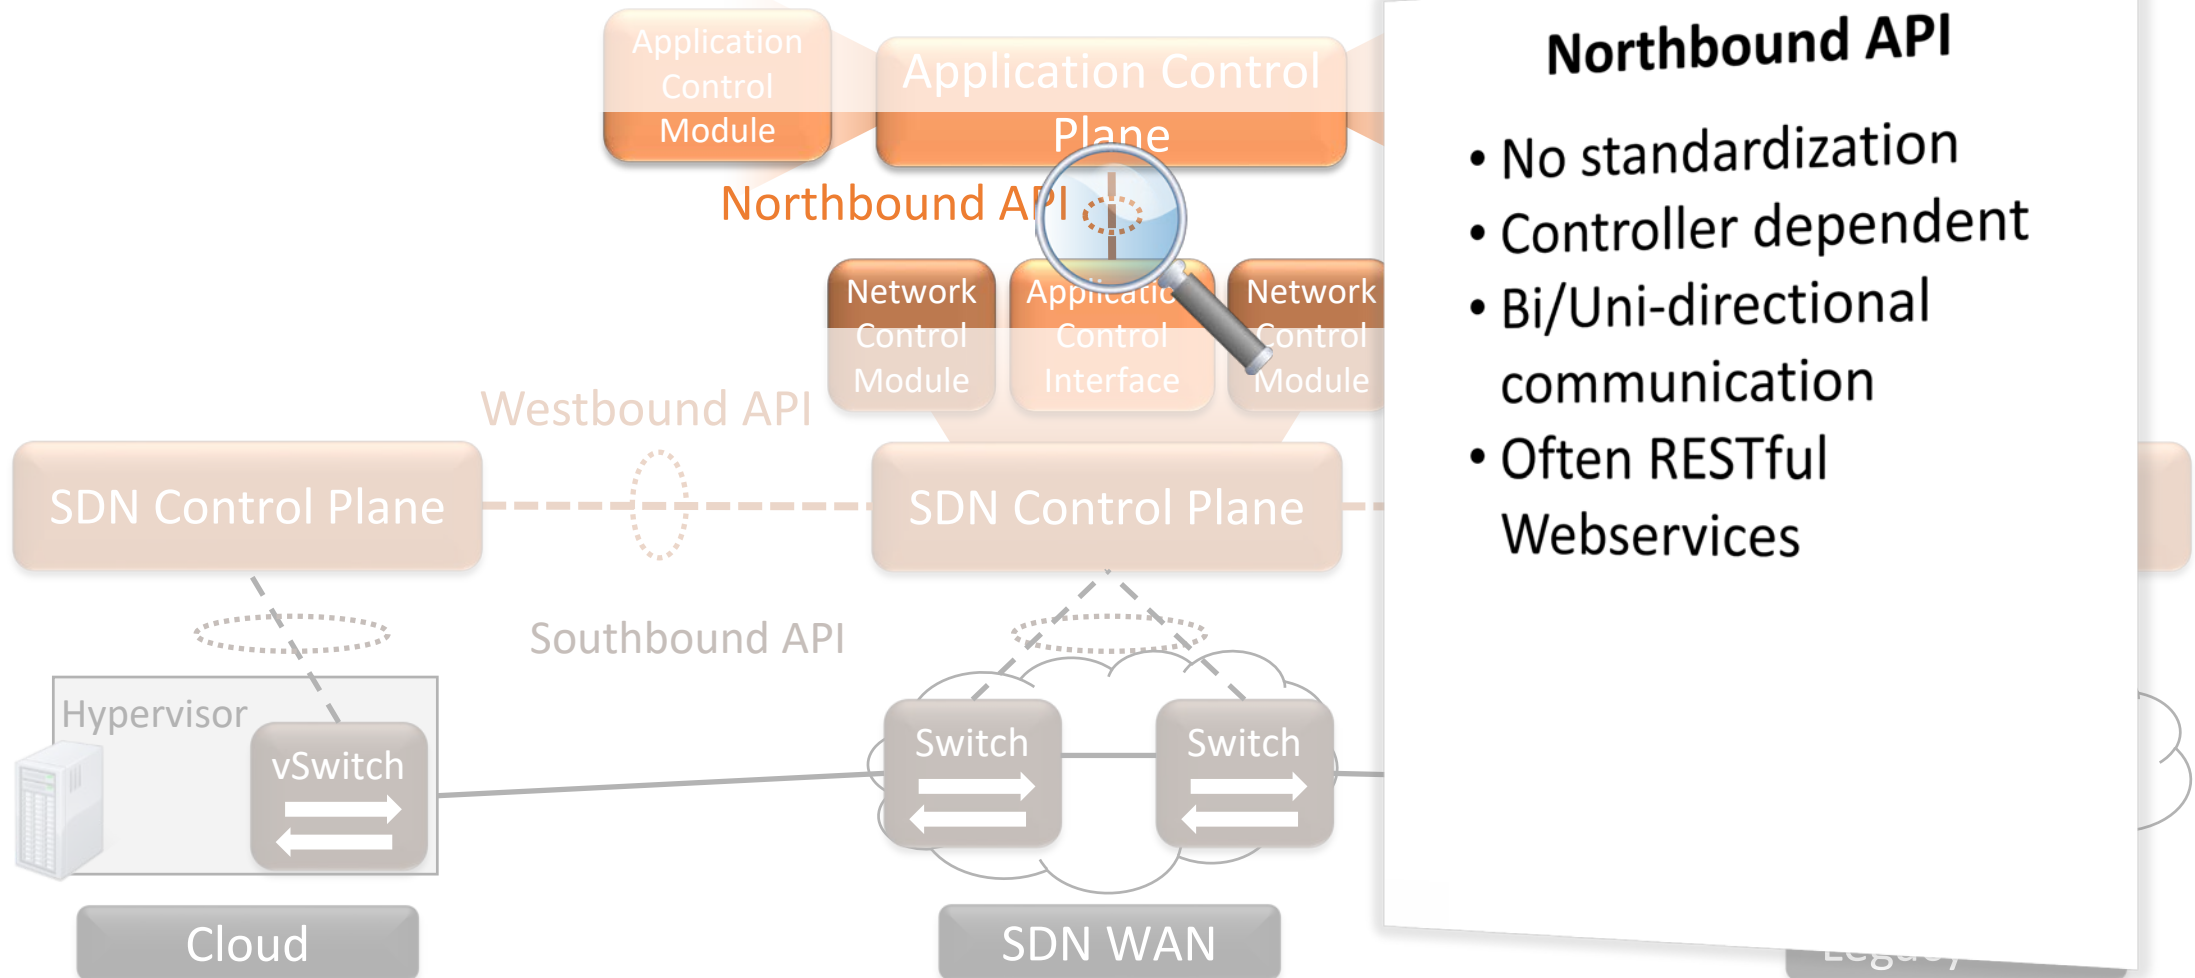 Application
Control
Module
Application Control
Plane
Northbound API
Network
Control
Module
Application
Control
Interface
Network
Control
Module
Westbound API
SDN Control Plane
SDN Control Plane
Southbound API
Hypervisor
vSwitch
Switch
Switch
Cloud
SDN WAN
Northbound API
• No standardization
• Controller dependent
• Bi/Uni-directional
communication
• Often RESTful
Webservices